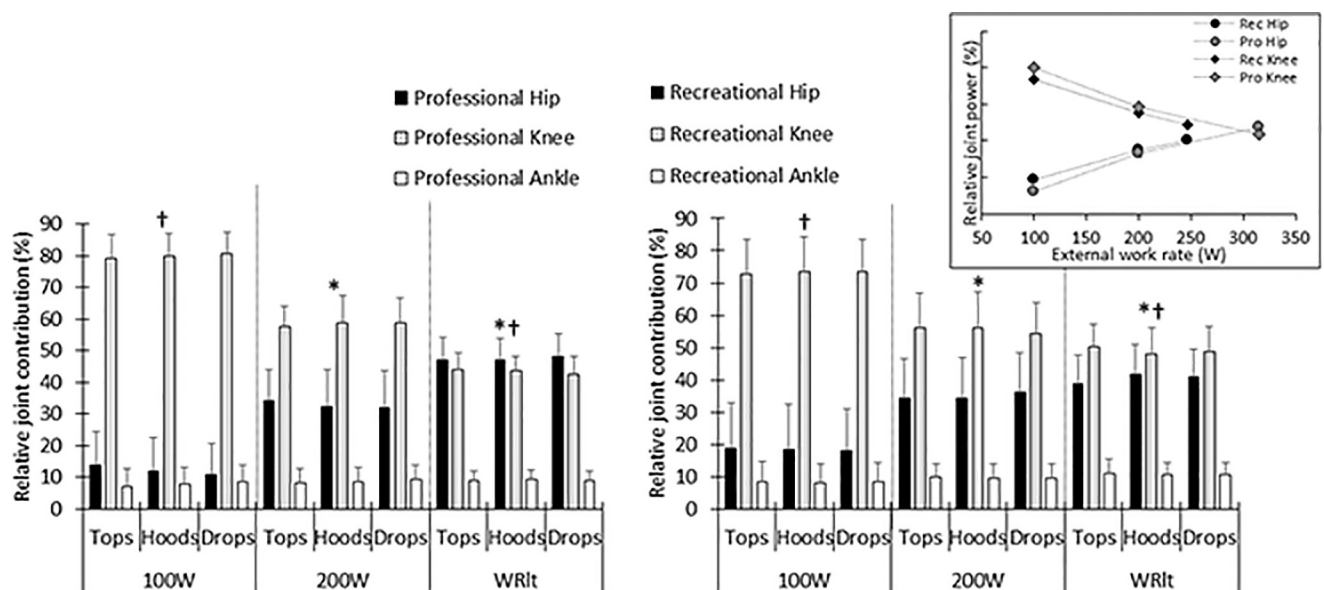 Rec Hip
Pro Hip
Rec Knee
Pro Knee
Relative joint power (%)
50 100 150 200 250 300 350
External work rate (W)
Professional Hip
Professional Knee
Professional Ankle
Recreational Hip
Recreational Knee
Recreational Ankle
Relative joint contribution (%)
90
80
70
60
50
40
30
20
10
0
†
*
*†
Tops Hoods Drops Tops Hoods Drops Tops Hoods Drops
100W 200W WRlt
Relative joint contribution (%)
90
80
70
60
50
40
30
20
10
0
†
*
*†
Tops Hoods Drops Tops Hoods Drops Tops Hoods Drops
100W 200W WRlt